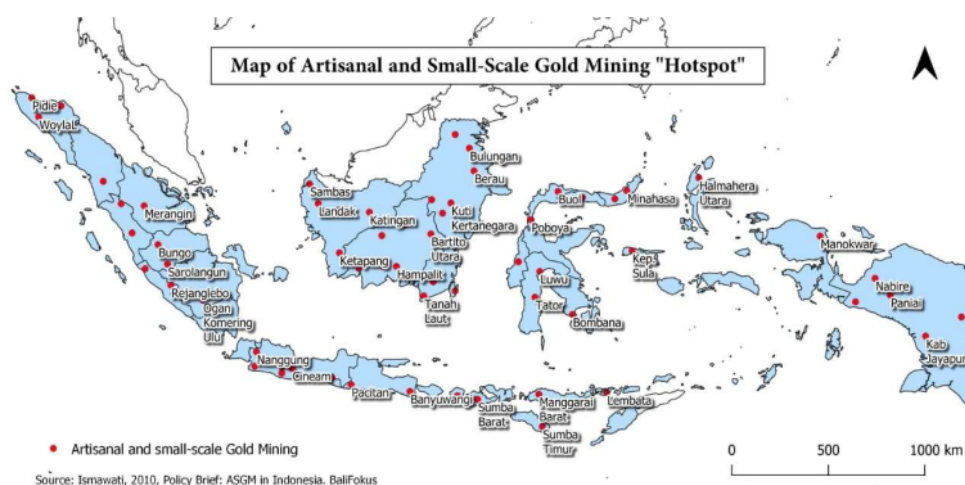 Map of Artisanal and Small-Scale Gold Mining "Hotspot"
Pidie
WoylaL
Merangin
Bungo
Sarolangun
Rejanglebo
Ogan
Komering
Ulu
Sambas
Landak
Katingan
Ketapang
Hampalit
Tanah
Laut
Bulungan
Berau
Kuti
Kertanegara
Bartito
Utara
Buol
Minahasa
Poboya
Luwu
Tator
Bombana
Kep.
Sula
Halmahera
Utara
Manokwar
Nabire
Paniai
Kab
Jayapur
Nanggung
Cineam
Pacitan
Banyuwangi
Sumba
Barat
Manggarai
Barat
Sumba
Timur
Lembata
Artisanal and small-scale Gold Mining
0 500 1000 km
Source: Ismawati, 2010, Policy Brief: ASGM in Indonesia. BaliFokus